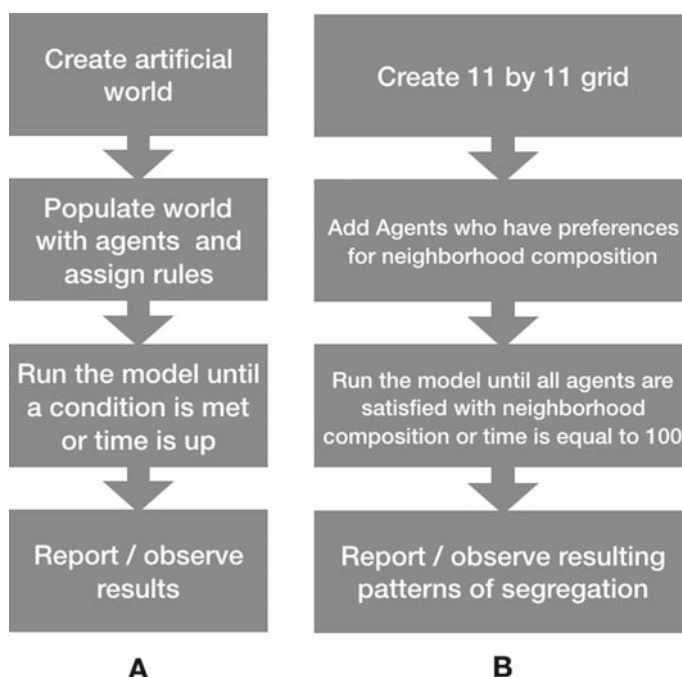 Create artificial
world
Populate world
with agents and
assign rules
Run the model until
a condition is met
or time is up
Report / observe
results
A
Create 11 by 11 grid
Add Agents who have preferences
for neighborhood composition
Run the model until all agents are
satisfied with neighborhood
composition or time is equal to 100
Report / observe resulting
patterns of segregation
B